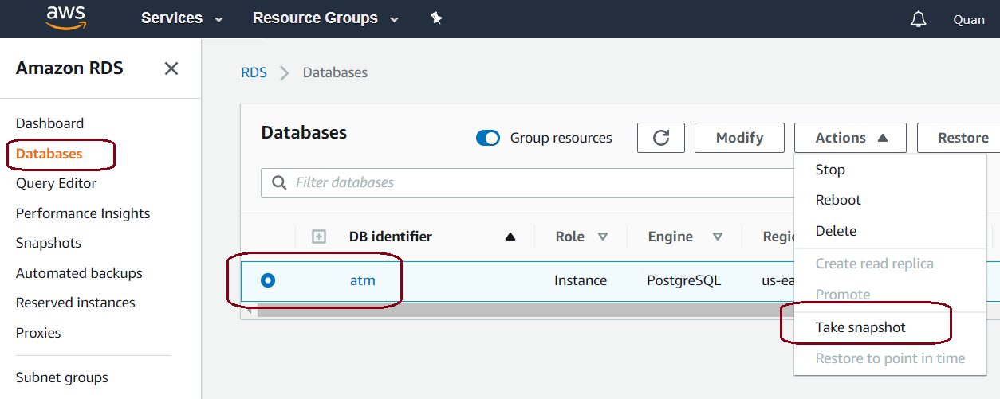 aws
Services
Resource Groups
Quan
Amazon RDS
Dashboard
Databases
Query Editor
Performance Insights
Snapshots
Automated backups
Reserved instances
Proxies
Subnet groups
RDS
Databases
Databases
Group resources
Modify
Actions
Restore
Filter databases
DB identifier
Role
Engine
Regi
atm
Instance
PostgreSQL
us-ea
Stop
Reboot
Delete
Create read replica
Promote
Take snapshot
Restore to point in time